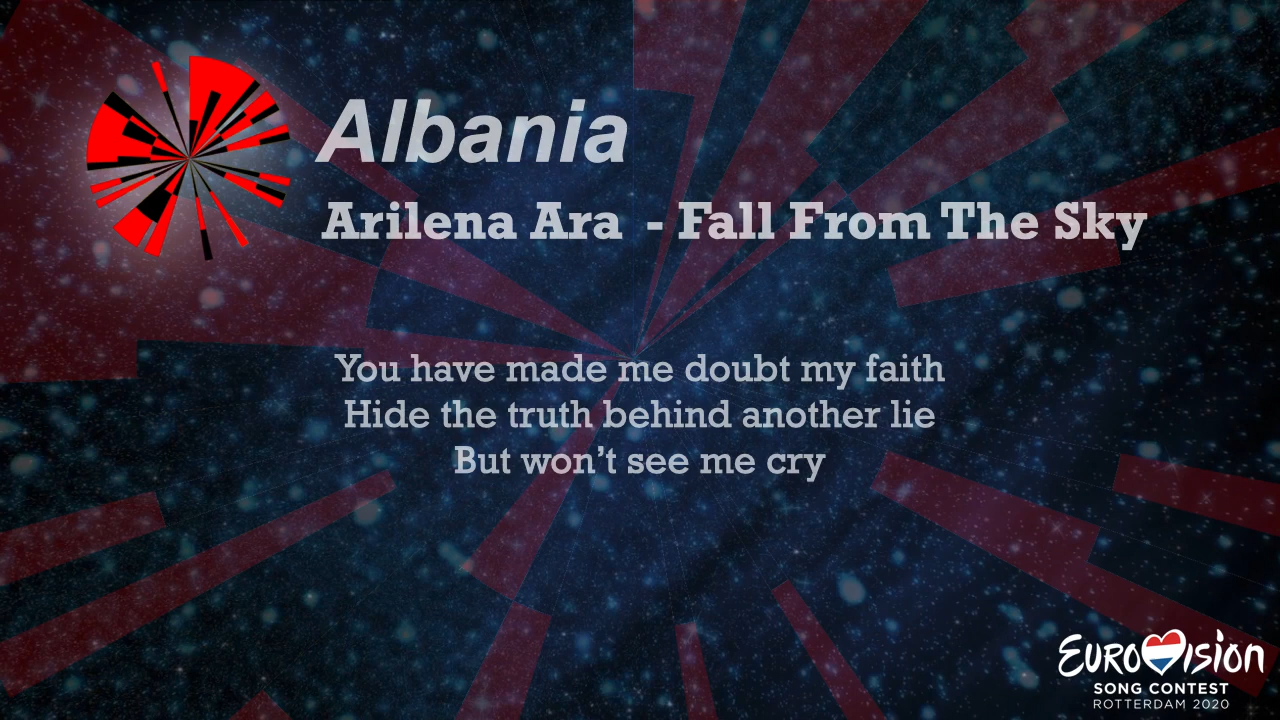 Albania
Arilena Ara - Fall From The Sky
You have made me doubt my faith
Hide the truth behind another lie
But won't see me cry
EUROVISION
SONG CONTEST
ROTTERDAM 2020